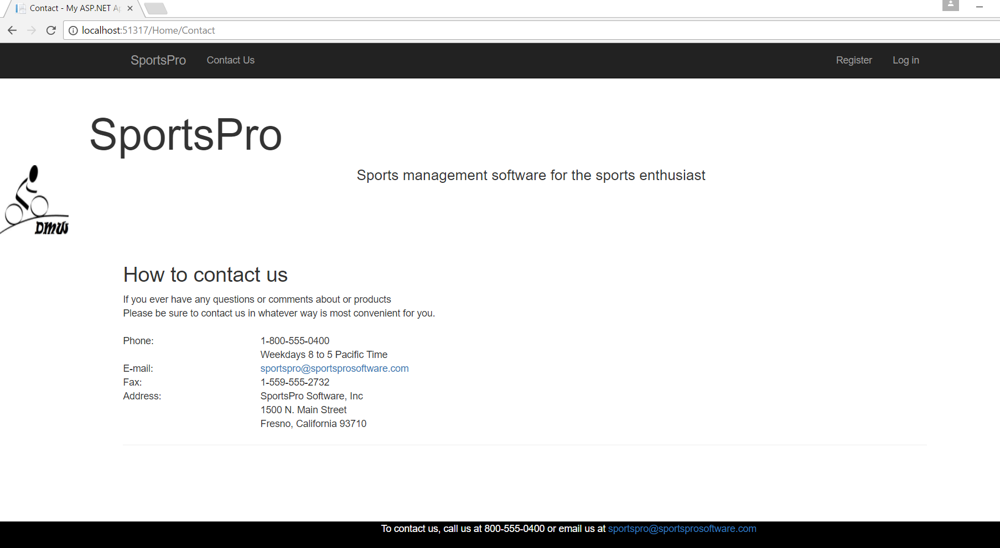 Contact - My ASP.NET Ap
localhost:51317/Home/Contact
SportsPro Contact Us Register Log in
SportsPro
Sports management software for the sports enthusiast
DMW
How to contact us
If you ever have any questions or comments about or products
Please be sure to contact us in whatever way is most convenient for you.
Phone: 1-800-555-0400
Weekdays 8 to 5 Pacific Time
E-mail: sportspro@sportsprosoftware.com
Fax: 1-559-555-2732
Address: SportsPro Software, Inc
1500 N. Main Street
Fresno, California 93710
To contact us, call us at 800-555-0400 or email us at sportspro@sportsprosoftware.com